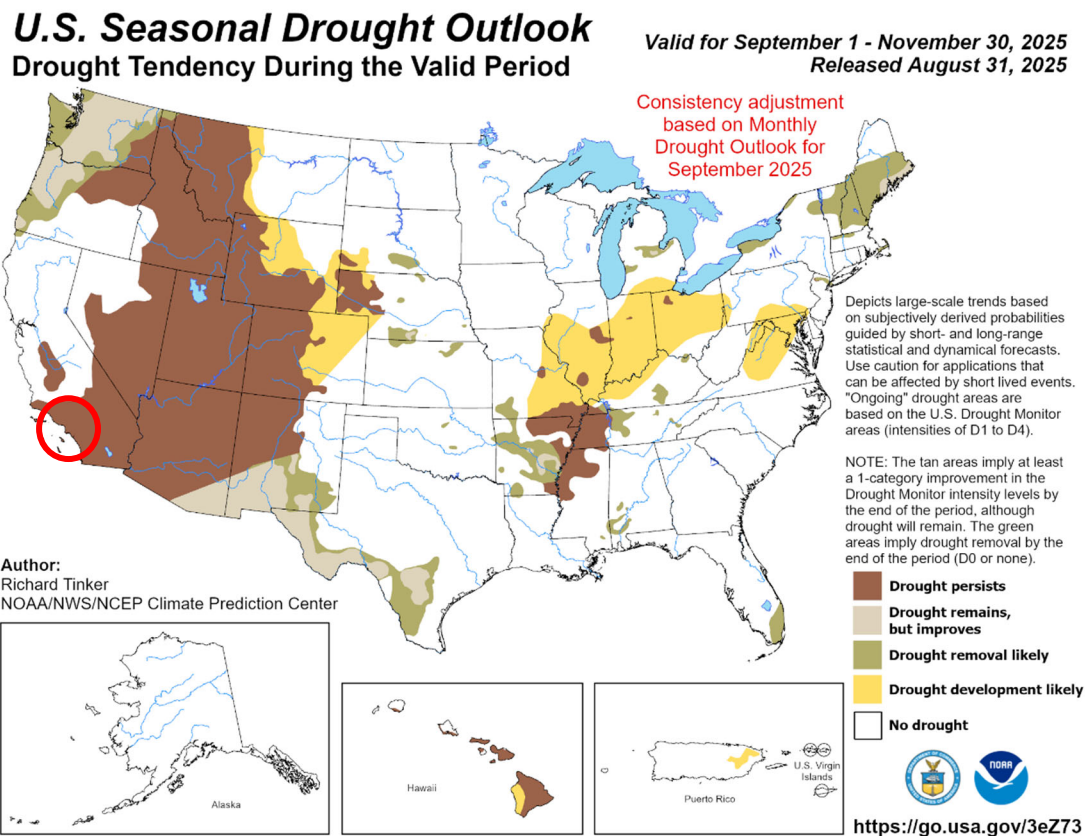 U.S. Seasonal Drought Outlook
Drought Tendency During the Valid Period
Valid for September 1 - November 30, 2025
Released August 31, 2025
Consistency adjustment
based on Monthly
Drought Outlook for
September 2025
Depicts large-scale trends based
on subjectively derived probabilities
guided by short- and long-range
statistical and dynamical forecasts.
Use caution for applications that
can be affected by short lived events.
"Ongoing" drought areas are
based on the U.S. Drought Monitor
areas (intensities of D1 to D4).
NOTE: The tan areas imply at least
a 1-category improvement in the
Drought Monitor intensity levels by
the end of the period, although
drought will remain. The green
areas imply drought removal by the
end of the period (D0 or none).
Author:
Richard Tinker
NOAA/NWS/NCEP Climate Prediction Center
Drought persists
Drought remains,
but improves
Drought removal likely
Drought development likely
No drought
Alaska
Hawaii
Puerto Rico
U.S. Virgin
Islands
NOAA
https://go.usa.gov/3eZ73